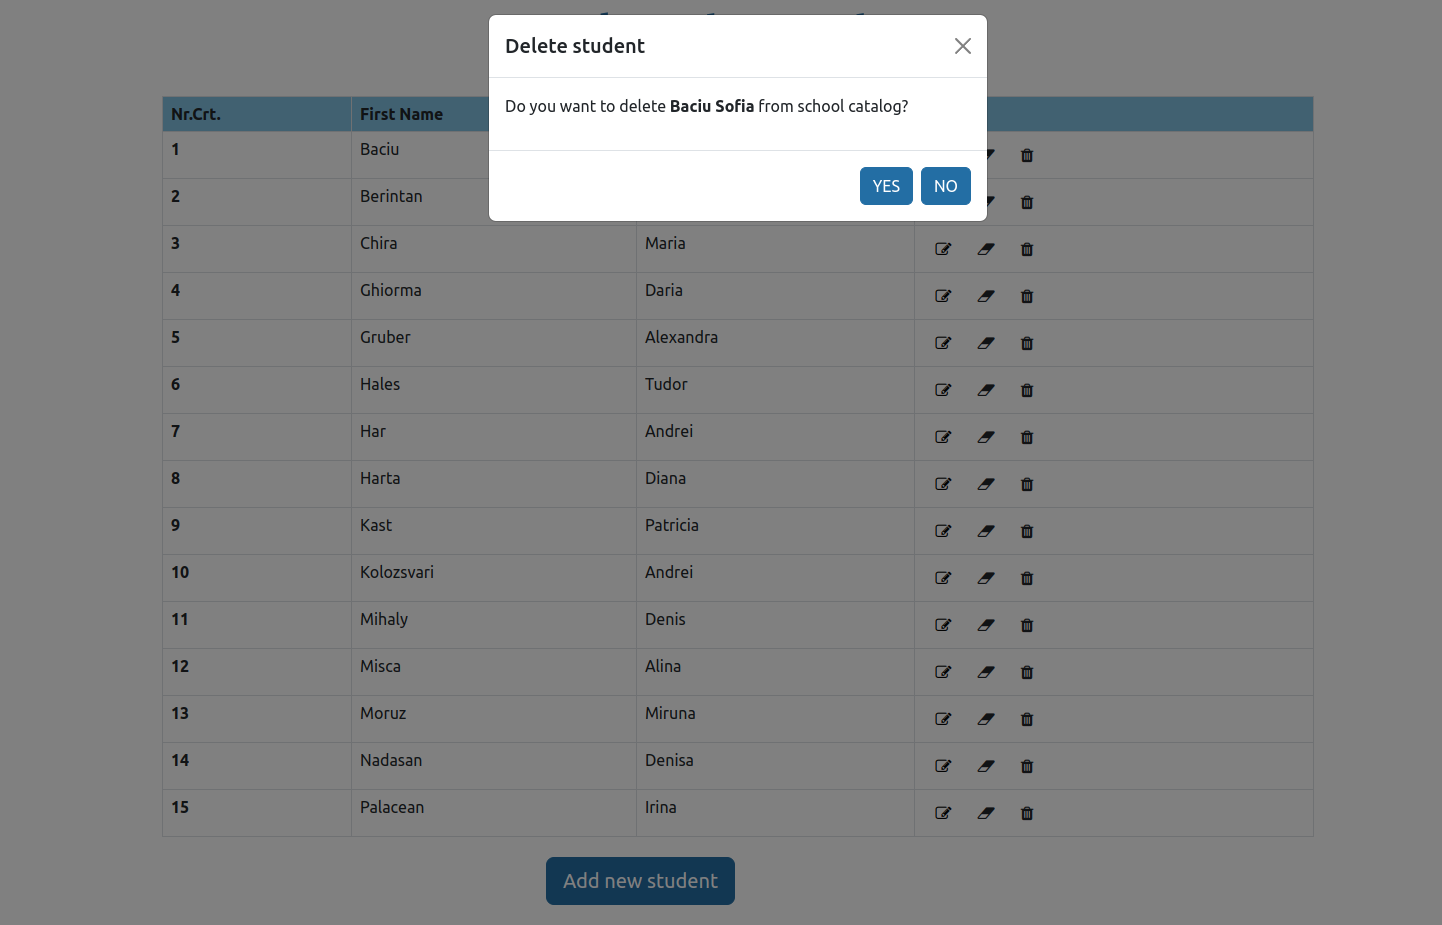 Delete student
Do you want to delete Baciu Sofia from school catalog?
YES NO
Nr.Crt. First Name
1 Baciu
2 Berintan
3 Chira Maria
4 Ghiorma Daria
5 Gruber Alexandra
6 Hales Tudor
7 Har Andrei
8 Harta Diana
9 Kast Patricia
10 Kolozsvari Andrei
11 Mihaly Denis
12 Misca Alina
13 Moruz Miruna
14 Nadasan Denisa
15 Palacean Irina
Add new student